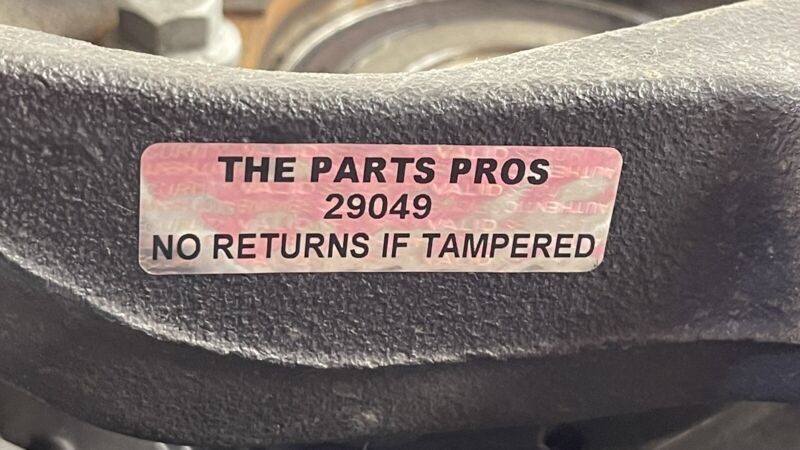 THE PARTS PROS
29049
NO RETURNS IF TAMPERED